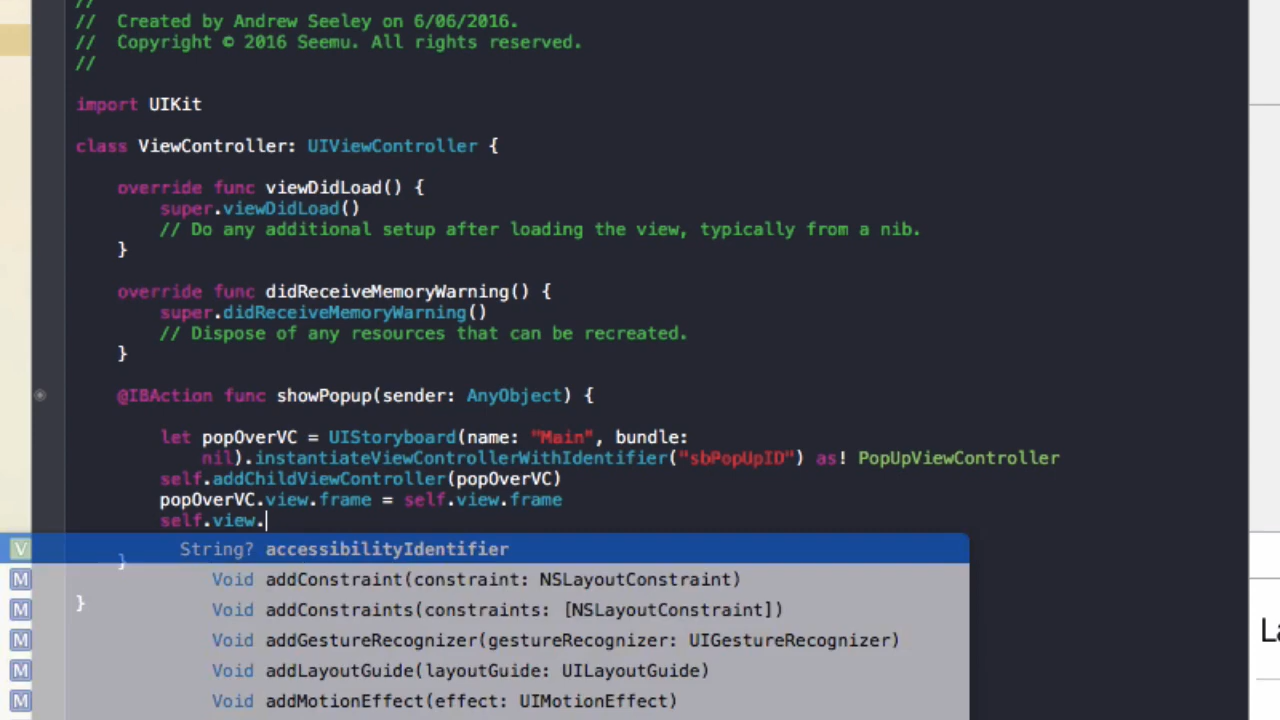 //
// Created by Andrew Seeley on 6/06/2016.
// Copyright © 2016 Seemu. All rights reserved.
//
import UIKit
class ViewController: UIViewController {
override func viewDidLoad() {
super.viewDidLoad()
// Do any additional setup after loading the view, typically from a nib.
}
override func didReceiveMemoryWarning() {
super.didReceiveMemoryWarning()
// Dispose of any resources that can be recreated.
}
@IBAction func showPopup(sender: AnyObject) {
let popOverVC = UIStoryboard(name: "Main", bundle:
nil).instantiateViewControllerWithIdentifier("sbPopUpID") as! PopUpViewController
self.addChildViewController(popOverVC)
popOverVC.view.frame = self.view.frame
self.view.
V String? accessibilityIdentifier
}
M Void addConstraint(constraint: NSLayoutConstraint)
}
M Void addConstraints(constraints: [NSLayoutConstraint])
M Void addGestureRecognizer(gestureRecognizer: UIGestureRecognizer)
M Void addLayoutGuide(layoutGuide: UILayoutGuide)
M Void addMotionEffect(effect: UIMotionEffect)